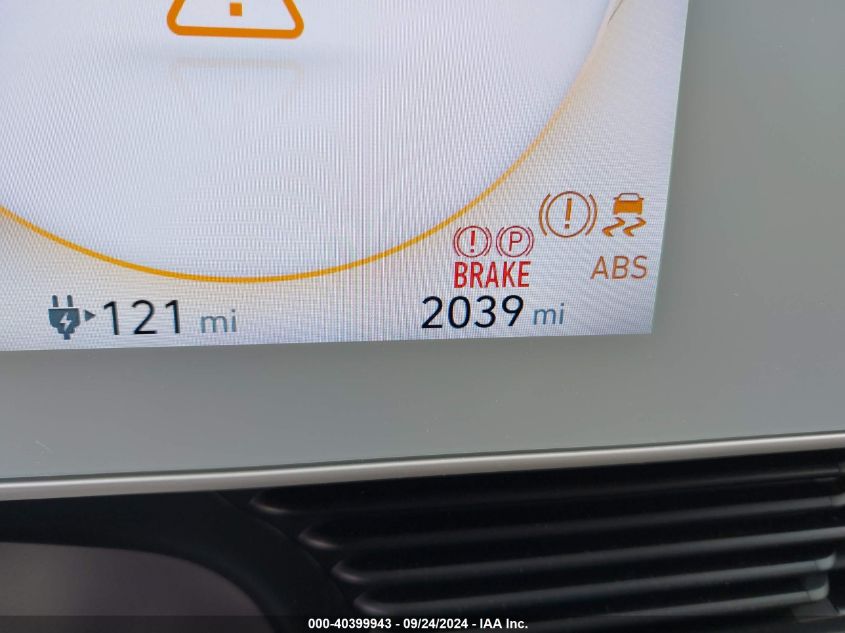 BRAKE
ABS
121 mi
2039 mi
000-40399943 - 09/24/2024 - IAA Inc.